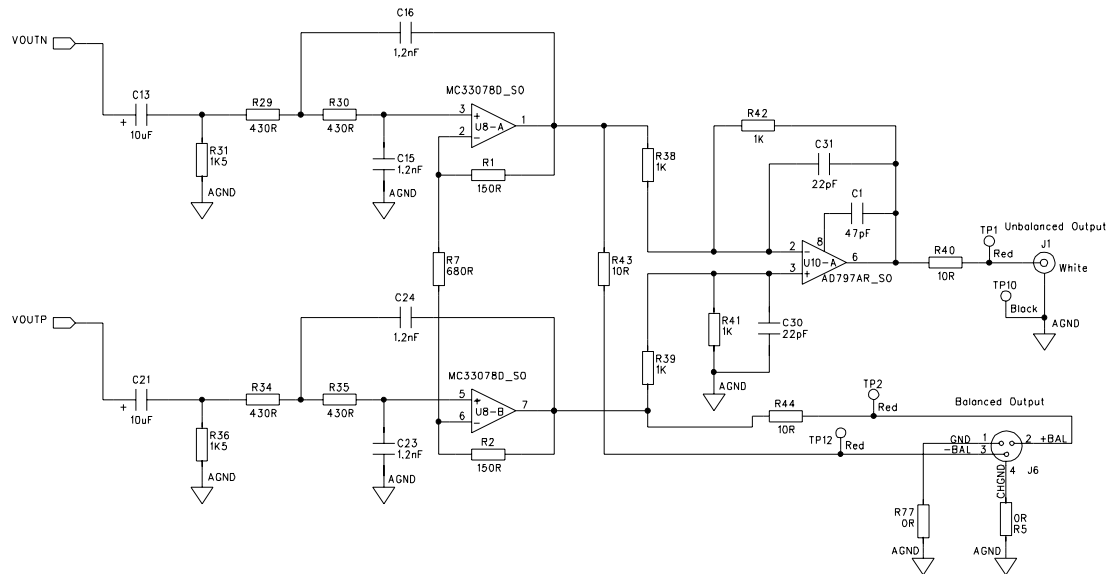 C16
VOUTN
1,2nF
MC33078D_SO
C13
R29
R30
3
+
U8-A
1
2
−
+
10uF
430R
430R
R42
1K
C31
22pF
R31
1K5
C15
1,2nF
R1
150R
R38
1K
AGND
AGND
C1
47pF
8
2
−
U10-A
6
3
+
AD797AR_SO
TP1
Unbalanced Output
J1
Red
R40
10R
White
R7
680R
R43
10R
TP10
Black
AGND
C24
VOUTP
1,2nF
R41
1K
C30
22pF
R39
1K
AGND
MC33078D_SO
C21
R34
R35
5
+
U8-B
7
6
−
+
10uF
430R
430R
TP2
Red
Balanced Output
R44
10R
R36
1K5
C23
1,2nF
R2
150R
TP12
Red
GND
1
2
+BAL
−BAL
3
4
J6
AGND
AGND
CHGND
R77
0R
0R
R5
AGND
AGND